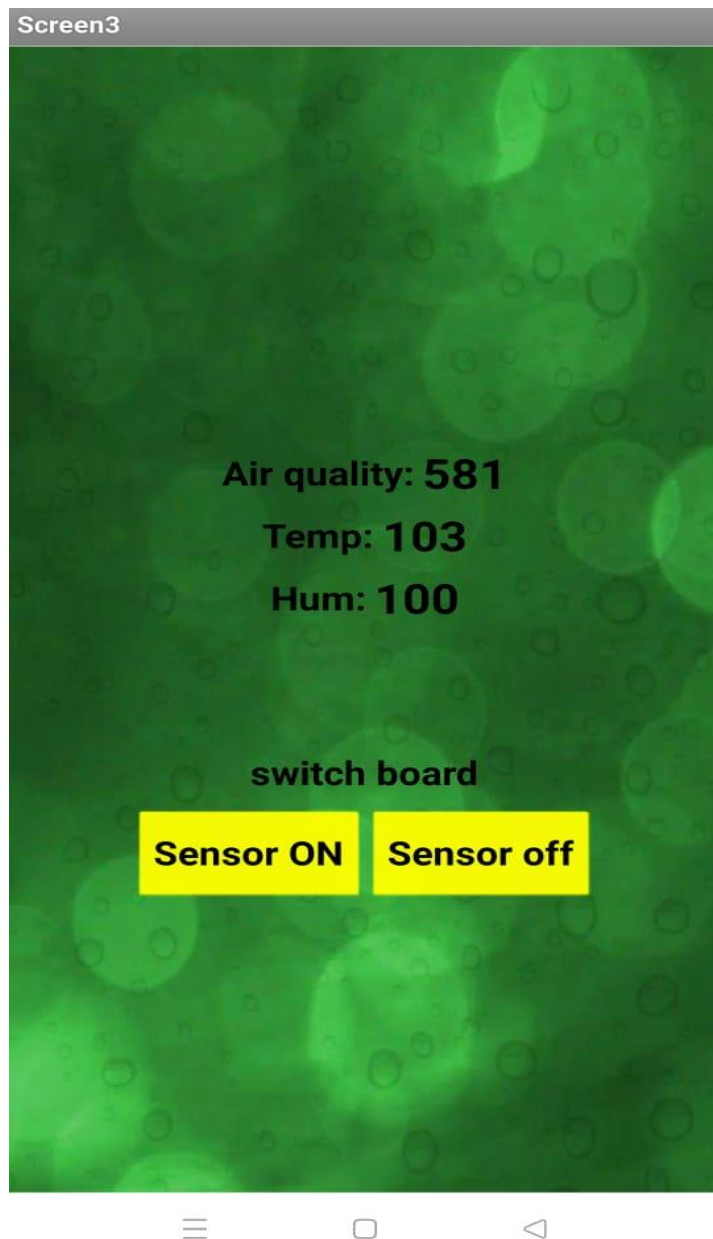 Screen3
Air quality: 581
Temp: 103
Hum: 100
switch board
Sensor ON Sensor off